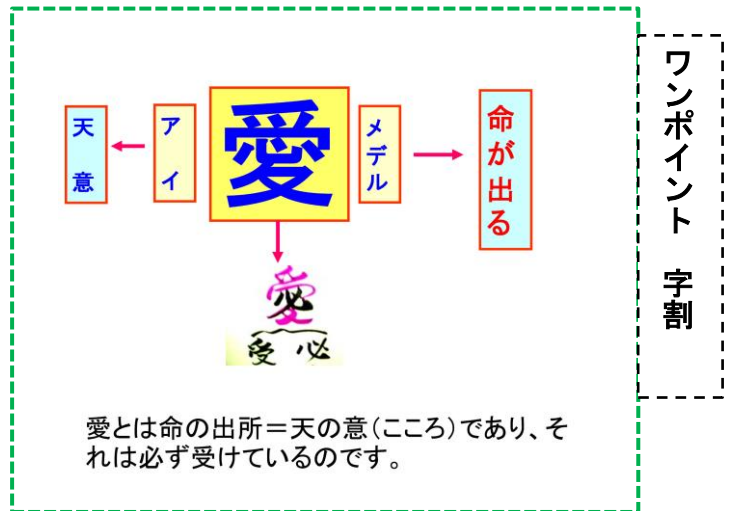 ワンポイント 字割
愛
メデル
命が出る
アイ
天意
愛
受 必
愛とは命の出所＝天の意（こころ）であり、そ
れは必ず受けているのです。